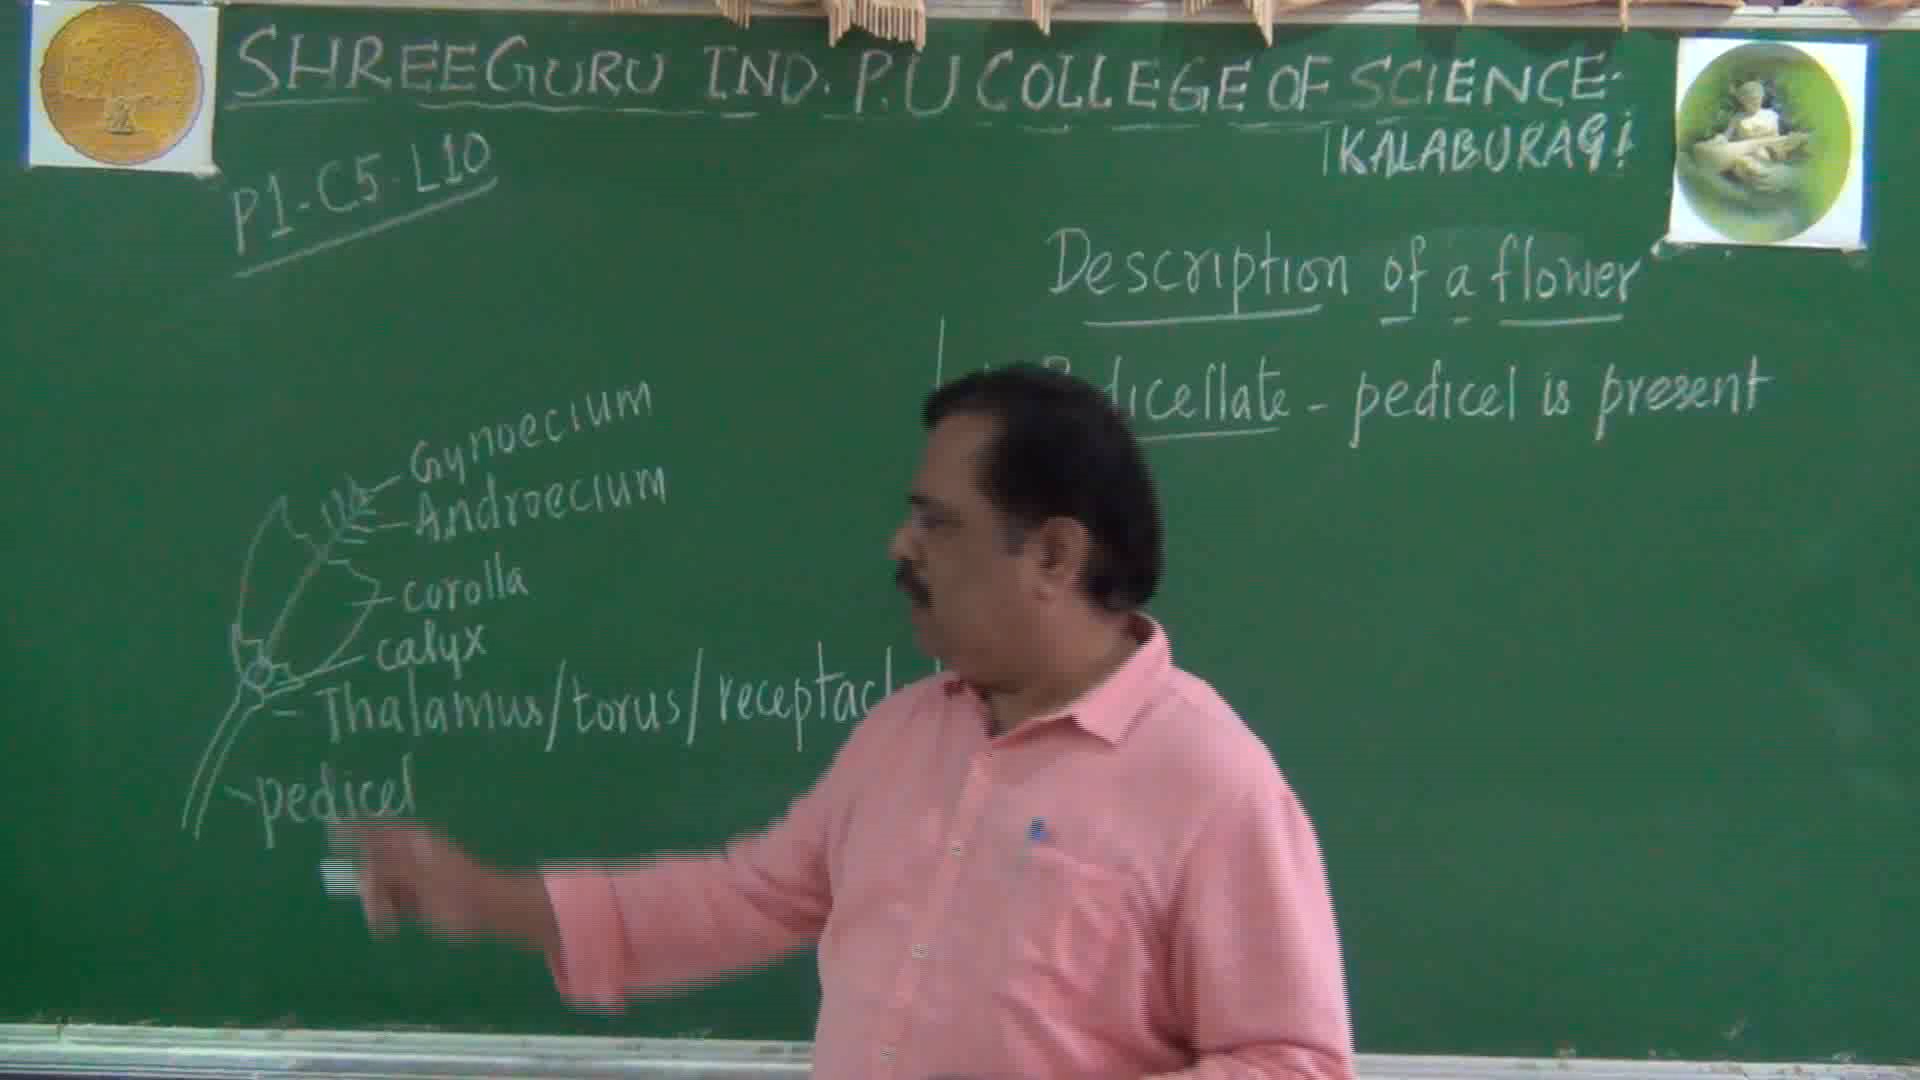 SHREEGURU IND. P.U COLLEGE OF SCIENCE-
KALABURAGI
P1-C5-L10
Description of a flower
dicellate - pedicel is present
Gynoecium
Androecium
corolla
calyx
Thalamus/torus/receptacl
pedicel